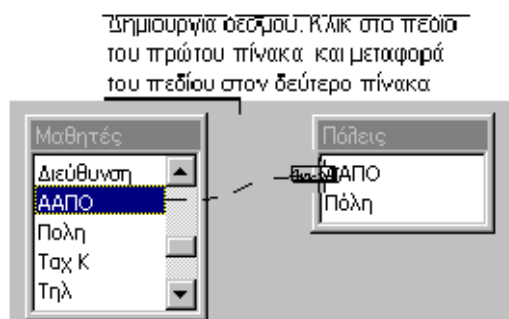 Δημιουργία δεσμού. Κλικ στο πεδίο
του πρώτου πίνακα και μεταφορά
του πεδίου στον δεύτερο πίνακα
Μαθητές
Διεύθυνση
ΑΑΠΟ
Πολη
Ταχ Κ
Τηλ
Πόλεις
ΑΑΠΟ
Πόλη